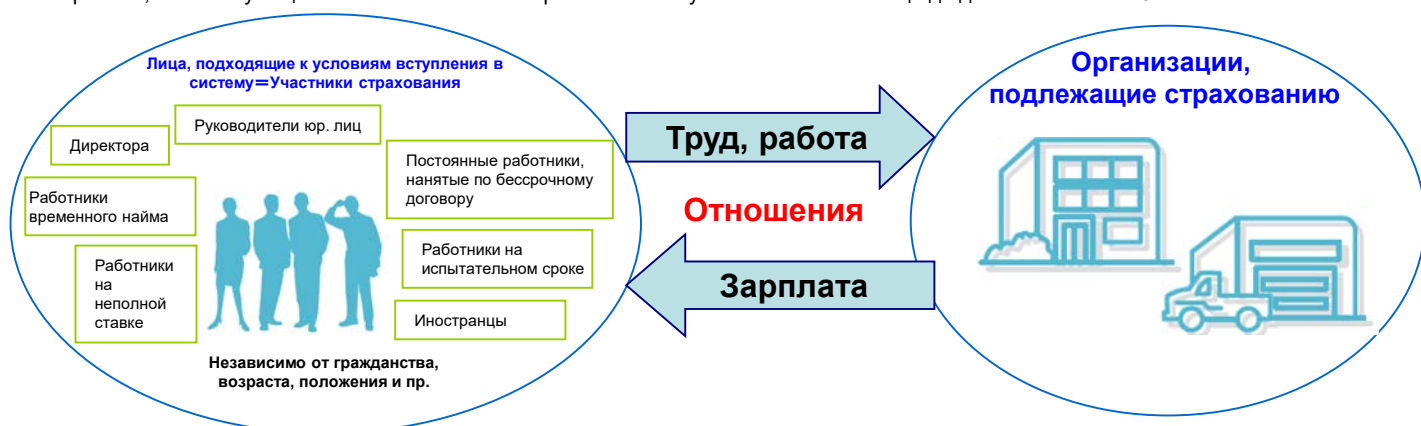 Лица, подходящие к условиям вступления в
систему＝Участники страхования
Руководители юр. лиц
Директора
Постоянные работники,
нанятые по бессрочному
договору
Работники
временного найма
Работники на
испытательном сроке
Работники
на
неполной
ставке
Иностранцы
Независимо от гражданства,
возраста, положения и пр.
Труд, работа
Отношения
Зарплата
Организации,
подлежащие страхованию